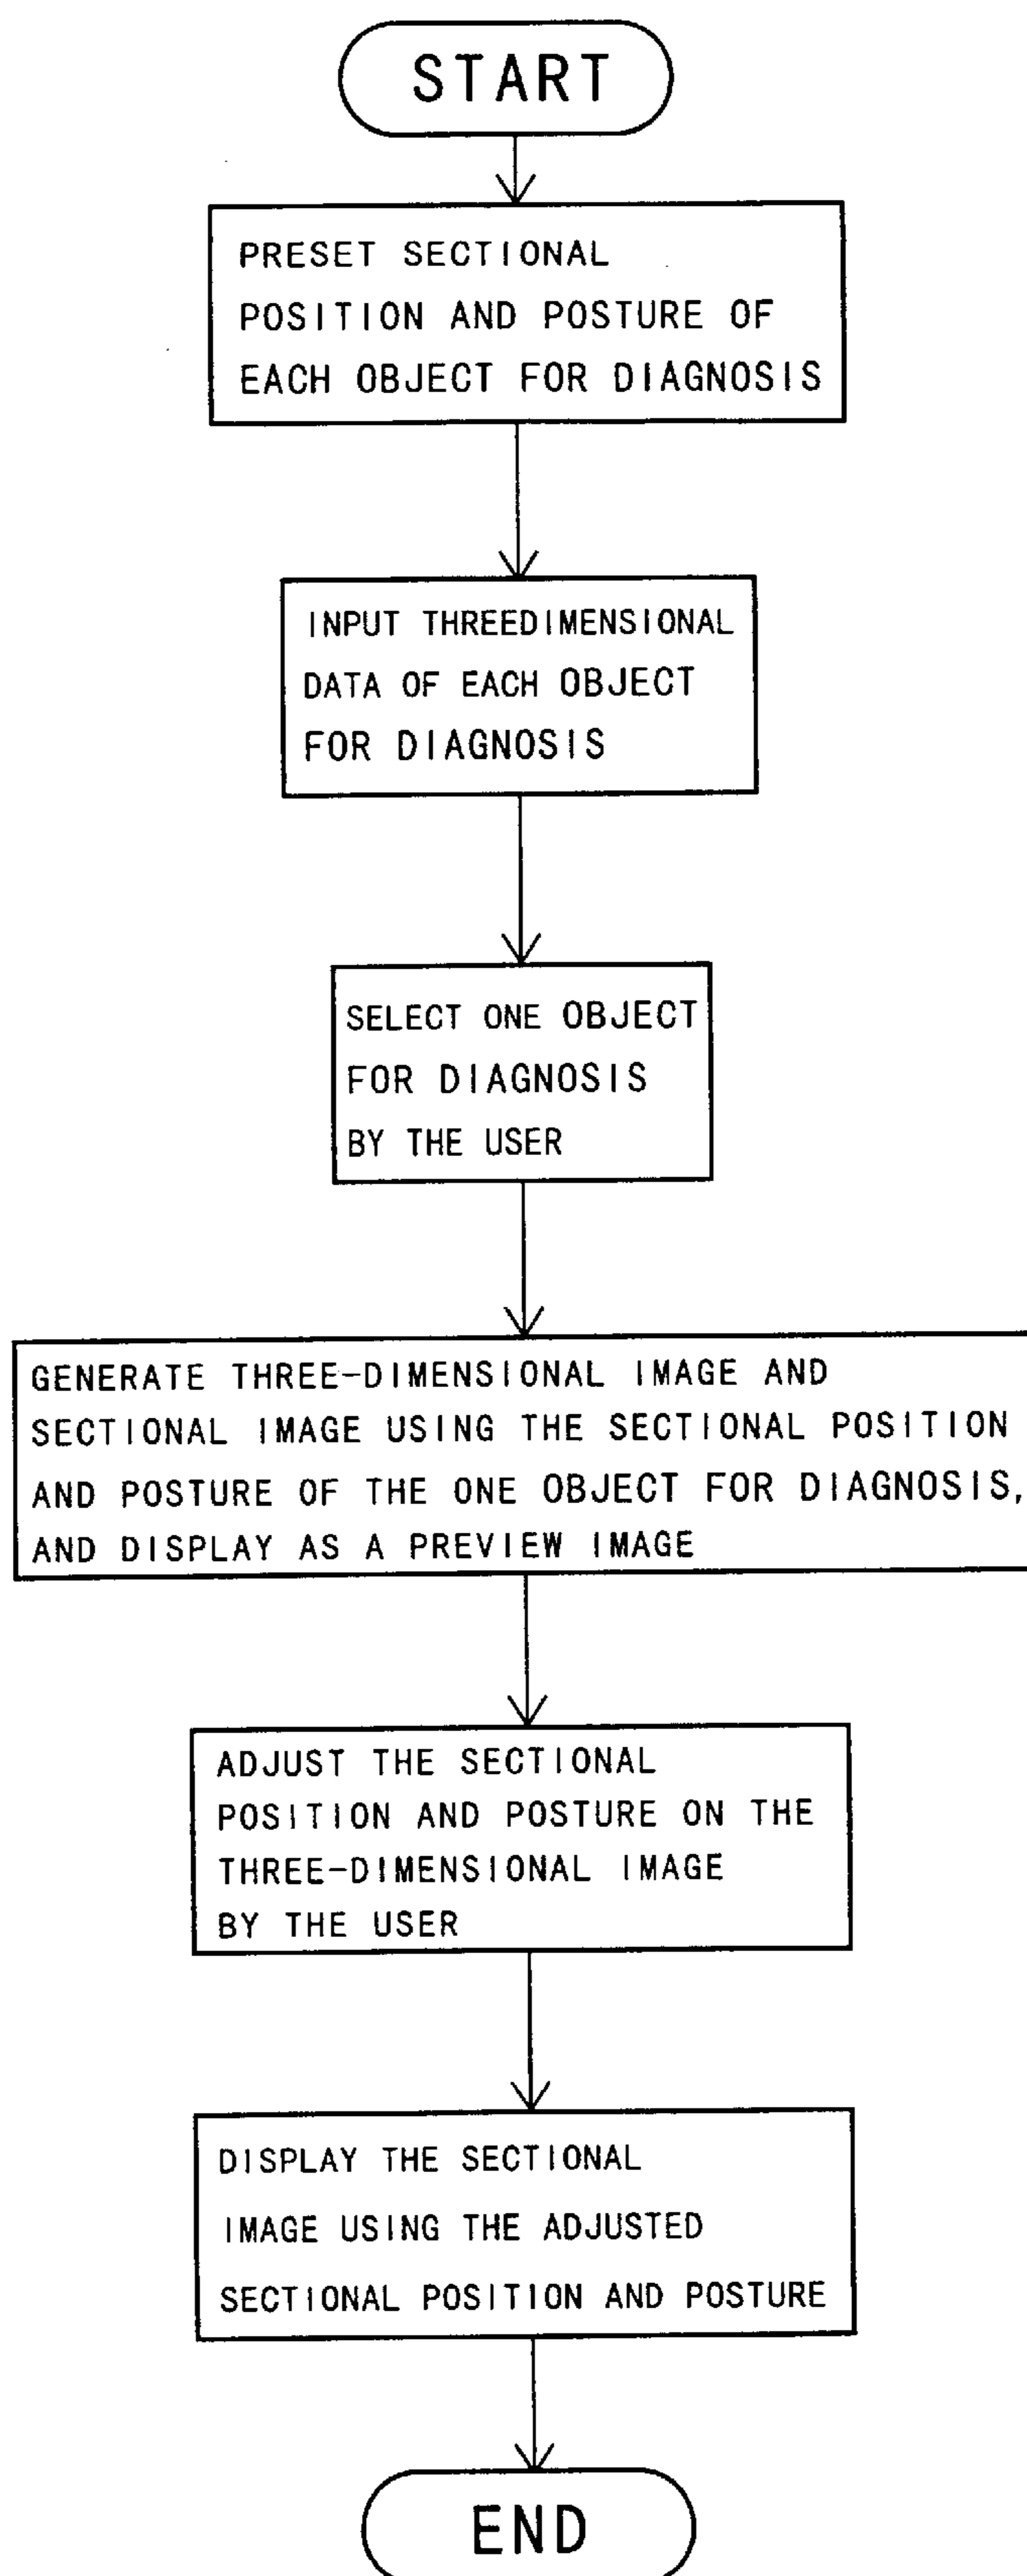 START
PRESET SECTIONAL
POSITION AND POSTURE OF
EACH OBJECT FOR DIAGNOSIS
INPUT THREEDIMENSIONAL
DATA OF EACH OBJECT
FOR DIAGNOSIS
SELECT ONE OBJECT
FOR DIAGNOSIS
BY THE USER
GENERATE THREE-DIMENSIONAL IMAGE AND
SECTIONAL IMAGE USING THE SECTIONAL POSITION
AND POSTURE OF THE ONE OBJECT FOR DIAGNOSIS,
AND DISPLAY AS A PREVIEW IMAGE
ADJUST THE SECTIONAL
POSITION AND POSTURE ON THE
THREE-DIMENSIONAL IMAGE
BY THE USER
DISPLAY THE SECTIONAL
IMAGE USING THE ADJUSTED
SECTIONAL POSITION AND POSTURE
END